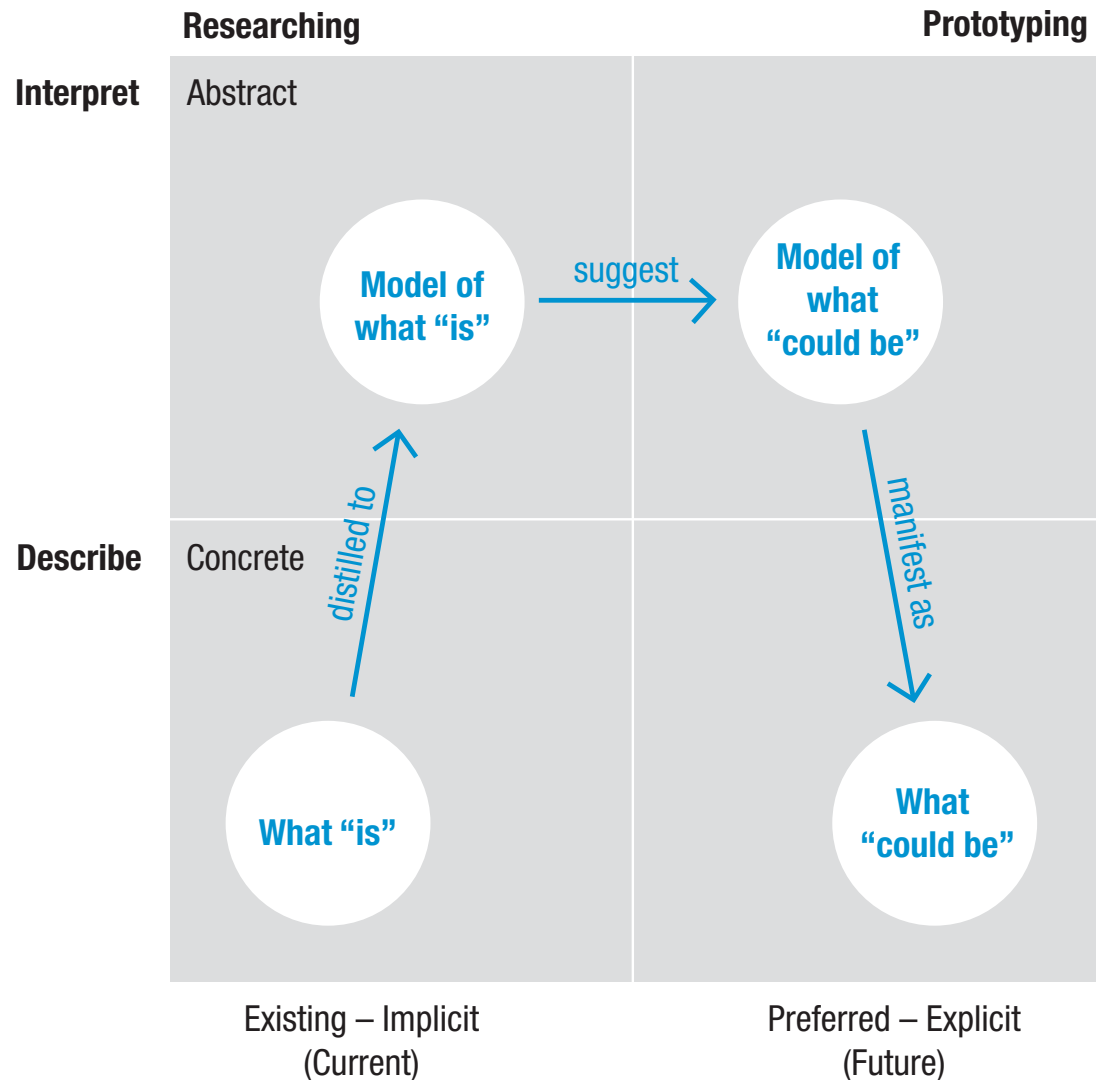 Researching
Prototyping
Interpret
Abstract
Model of
what “is”
suggest
Model of
what
“could be”
distilled to
manifest as
Describe
Concrete
What “is”
What
“could be”
Existing – Implicit
(Current)
Preferred – Explicit
(Future)